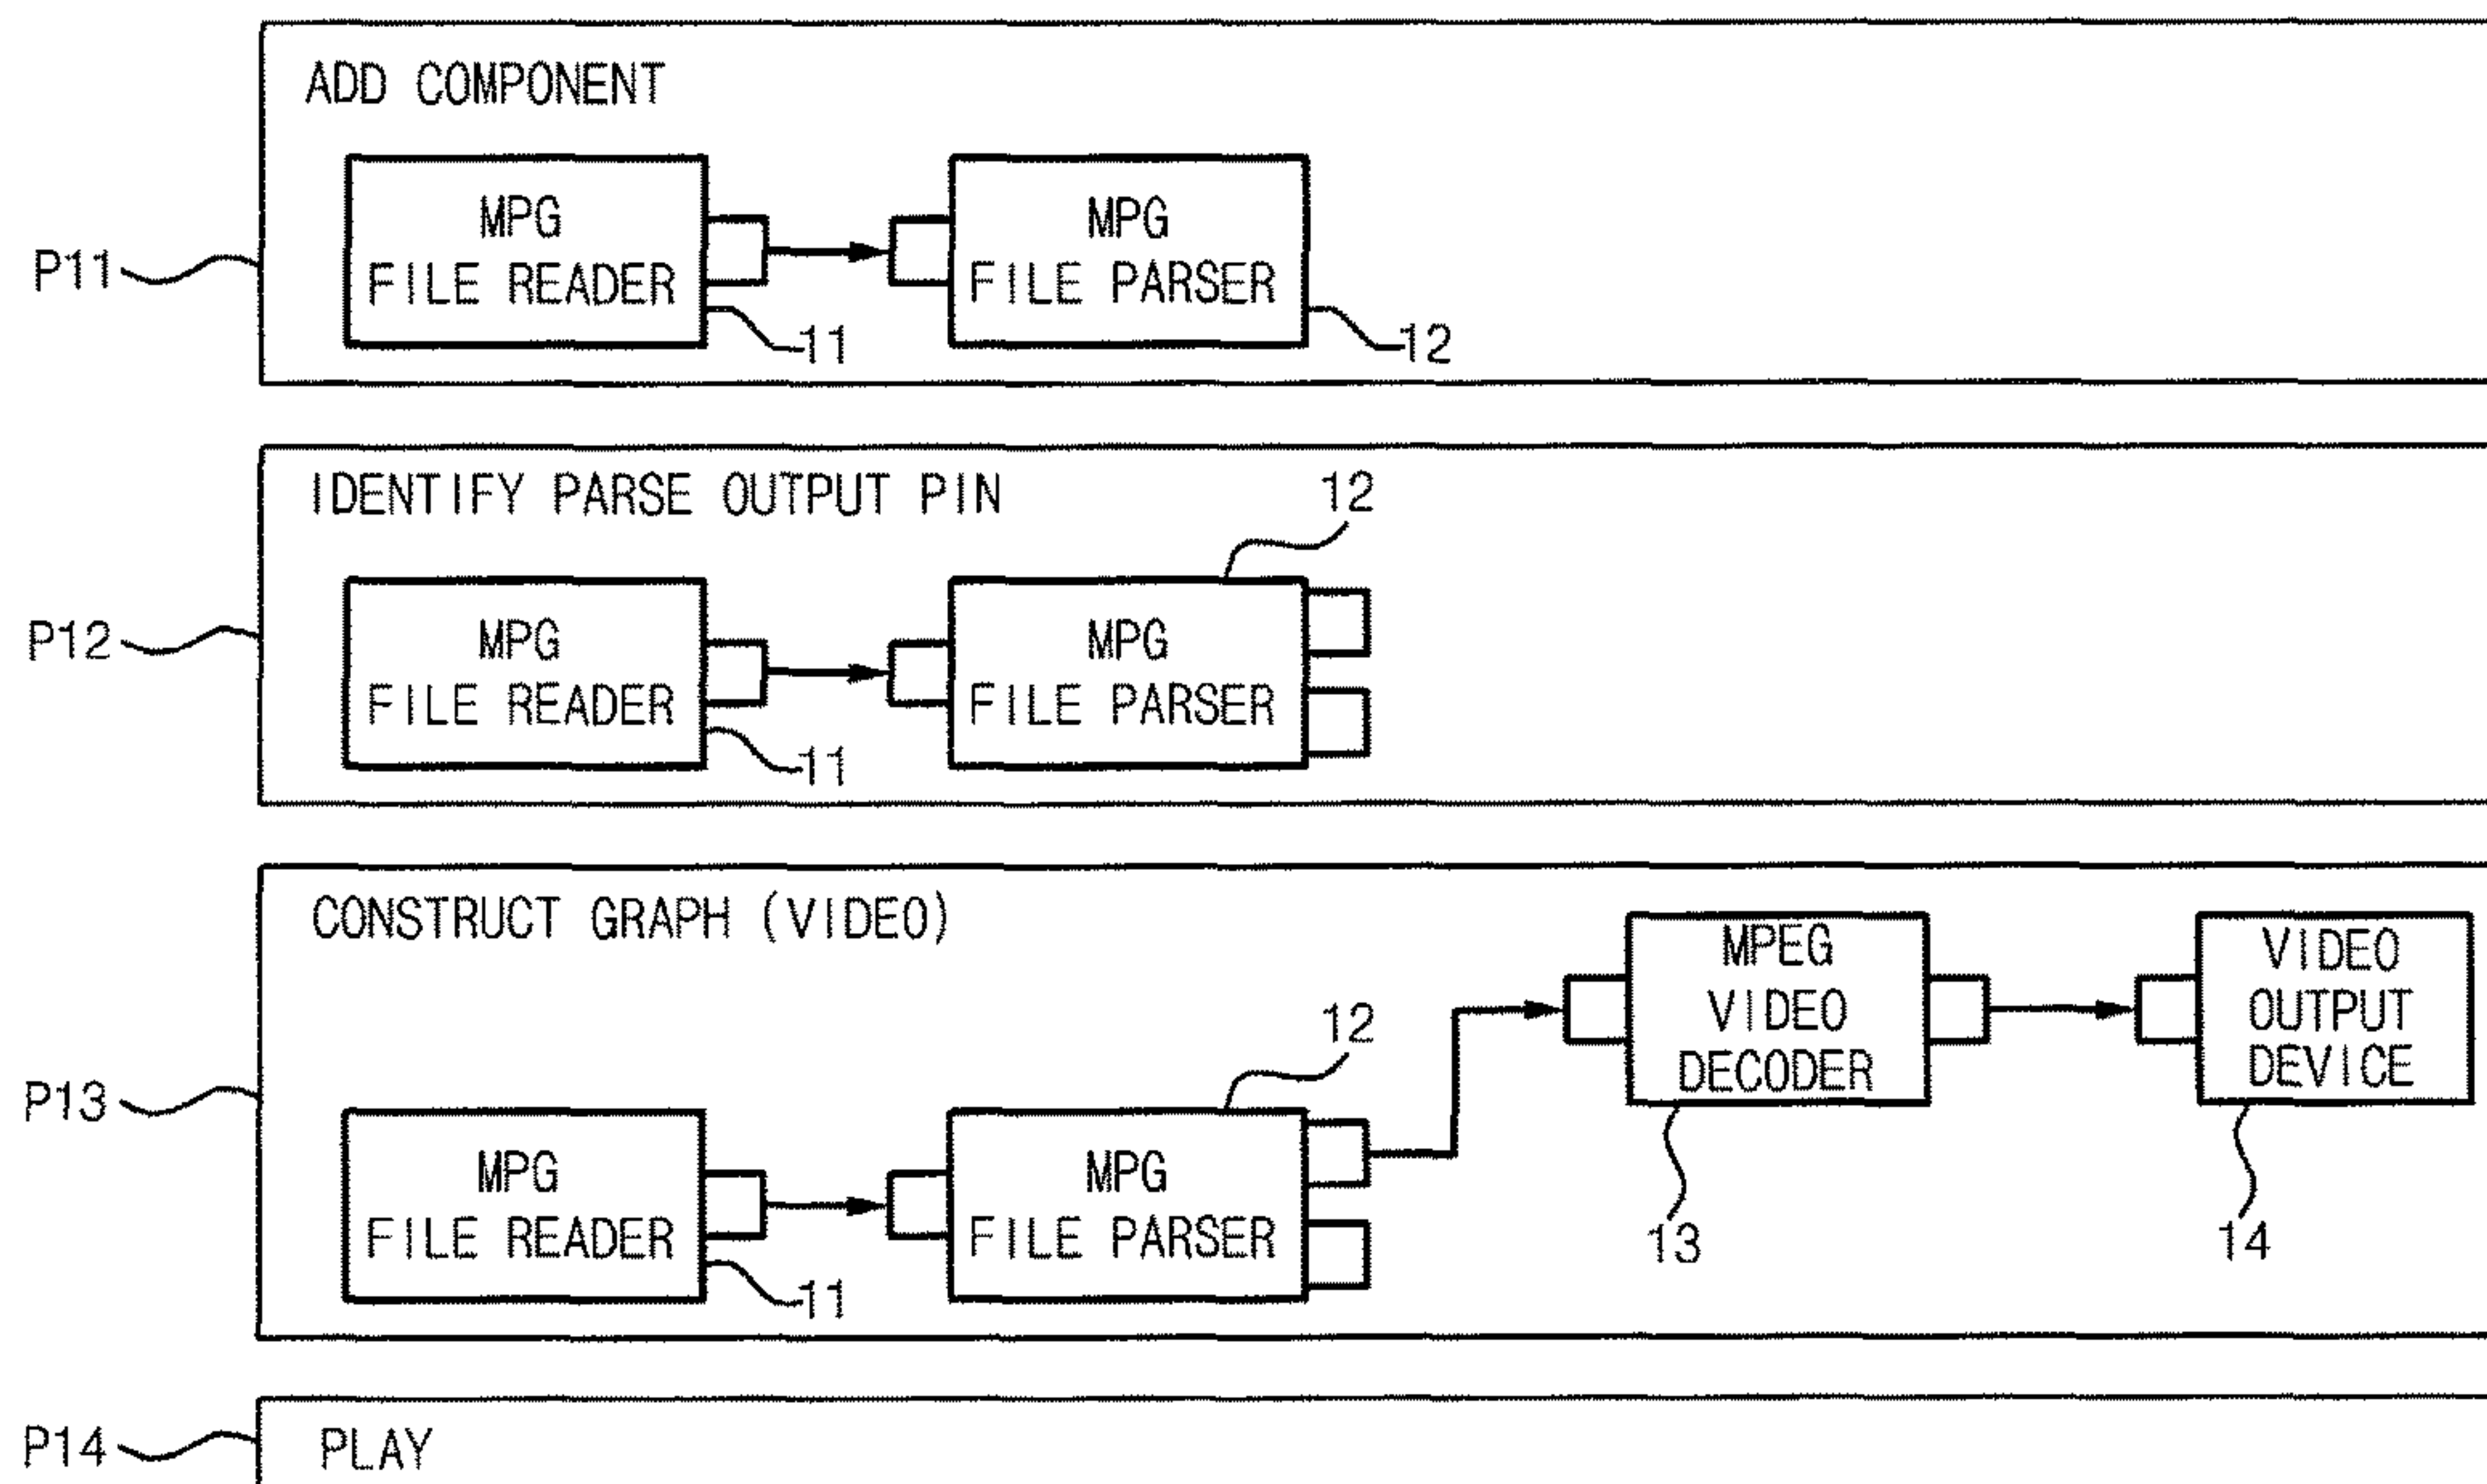 ADD COMPONENT
MPG
FILE READER
MPG
FILE PARSER
P11
11
12
IDENTIFY PARSE OUTPUT PIN
12
MPG
FILE READER
MPG
FILE PARSER
P12
11
CONSTRUCT GRAPH (VIDEO)
MPEG
VIDEO
DECODER
VIDEO
OUTPUT
DEVICE
12
P13
MPG
FILE READER
MPG
FILE PARSER
13
14
11
P14
PLAY